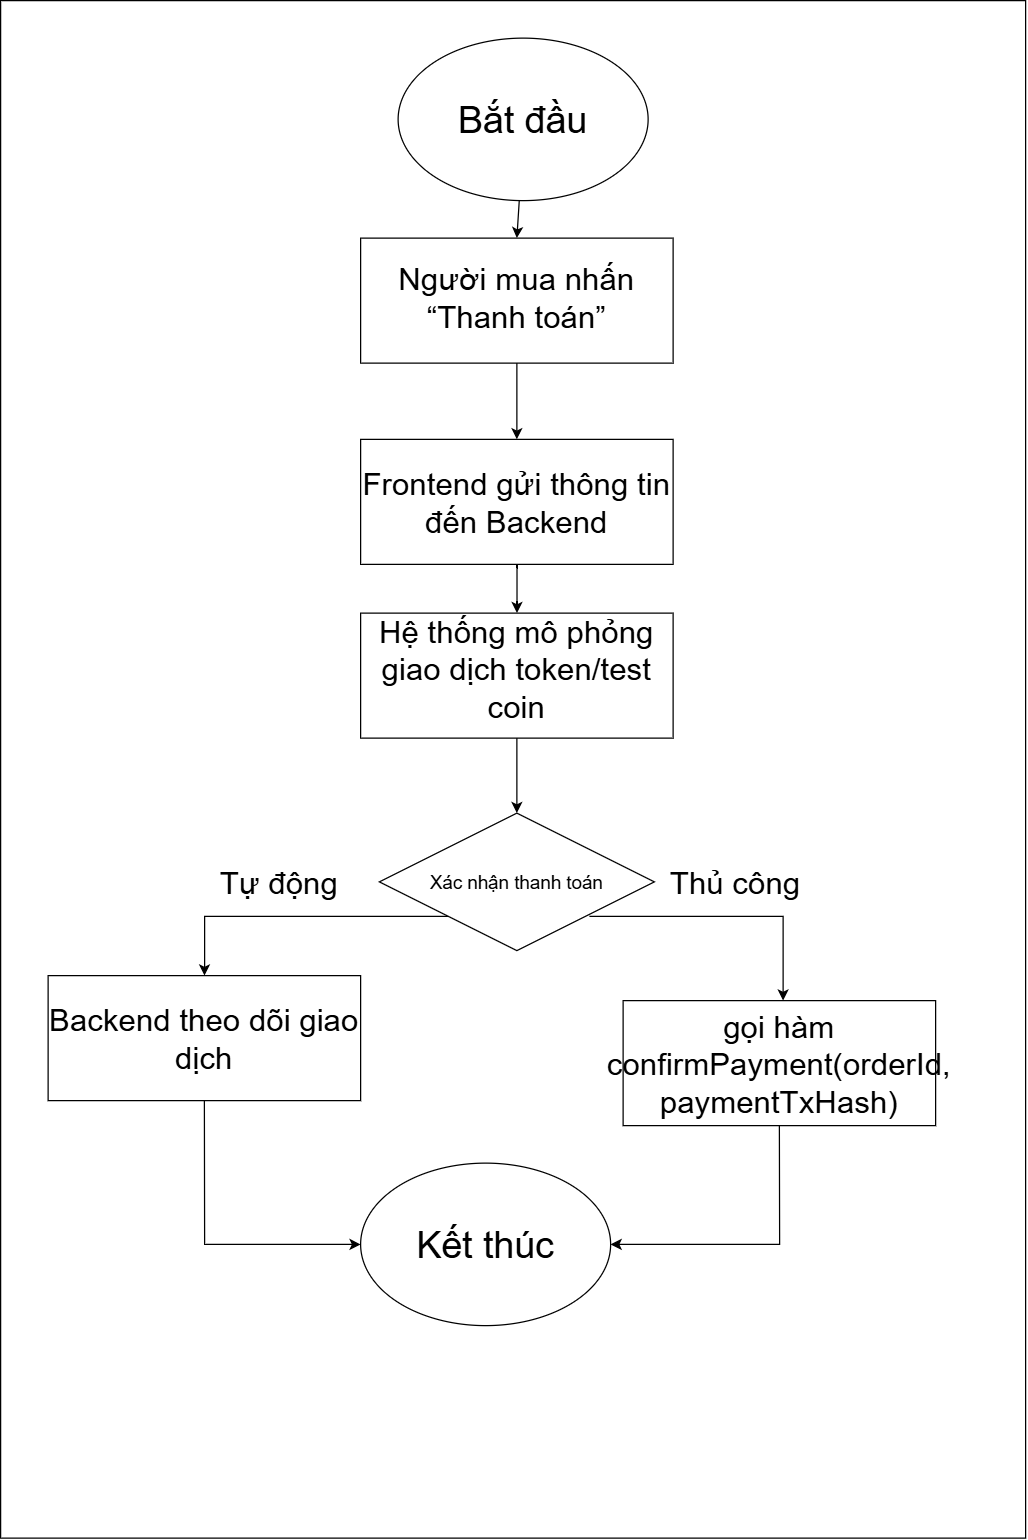 Bắt đầu
Người mua nhấn
“Thanh toán”
Frontend gửi thông tin
đến Backend
Hệ thống mô phỏng
giao dịch token/test
coin
Xác nhận thanh toán
Tự động
Thủ công
Backend theo dõi giao
dịch
gọi hàm
confirmPayment(orderId,
paymentTxHash)
Kết thúc